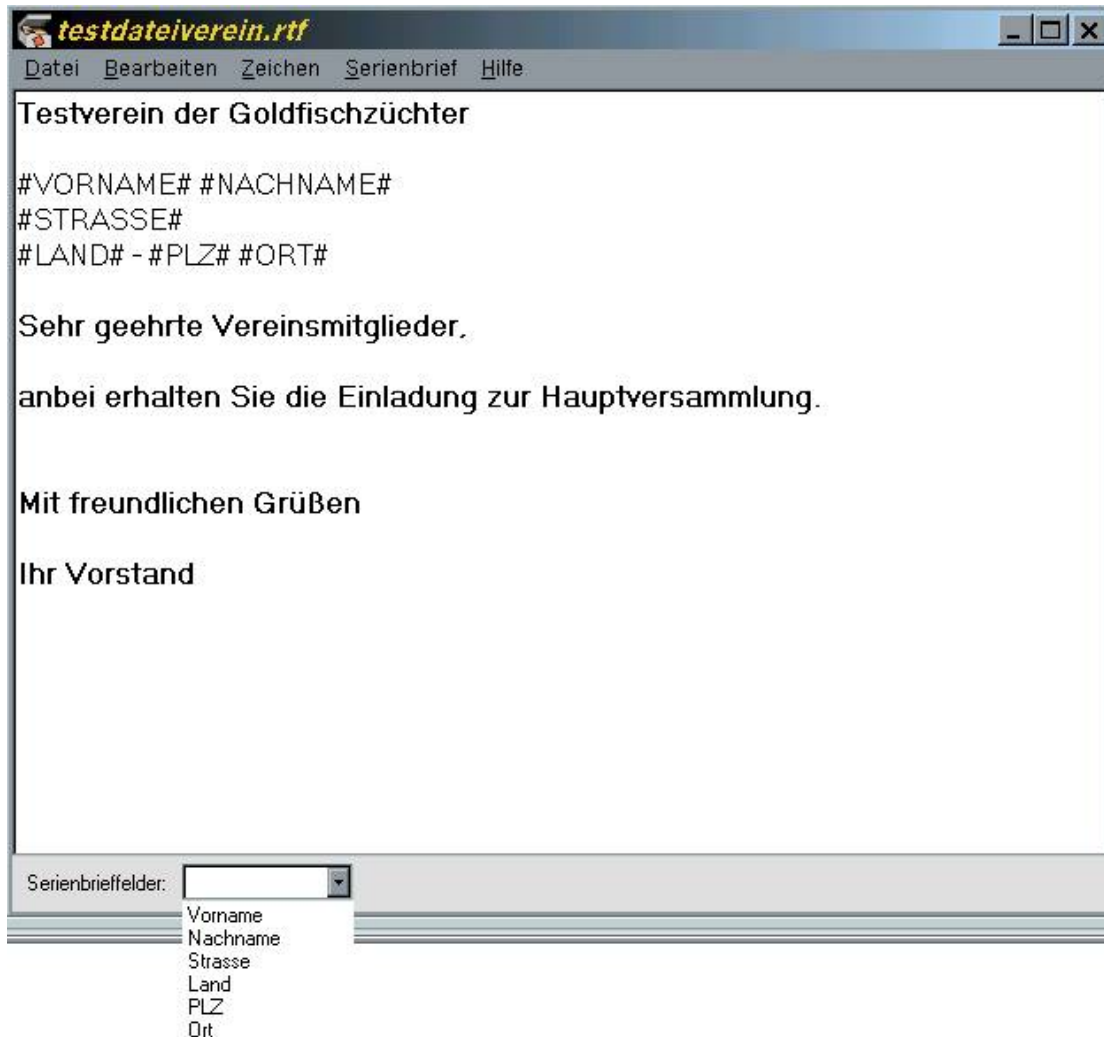 testdateiverein.rtf
Datei Bearbeiten Zeichen Serienbrief Hilfe
Testverein der Goldfischzüchter
#VORNAME# #NACHNAME#
#STRASSE#
#LAND# - #PLZ# #ORT#
Sehr geehrte Vereinsmitglieder,
anbei erhalten Sie die Einladung zur Hauptversammlung.
Mit freundlichen Grüßen
Ihr Vorstand
Serienbrieffelder:
Vorname
Nachname
Strasse
Land
PLZ
Ort